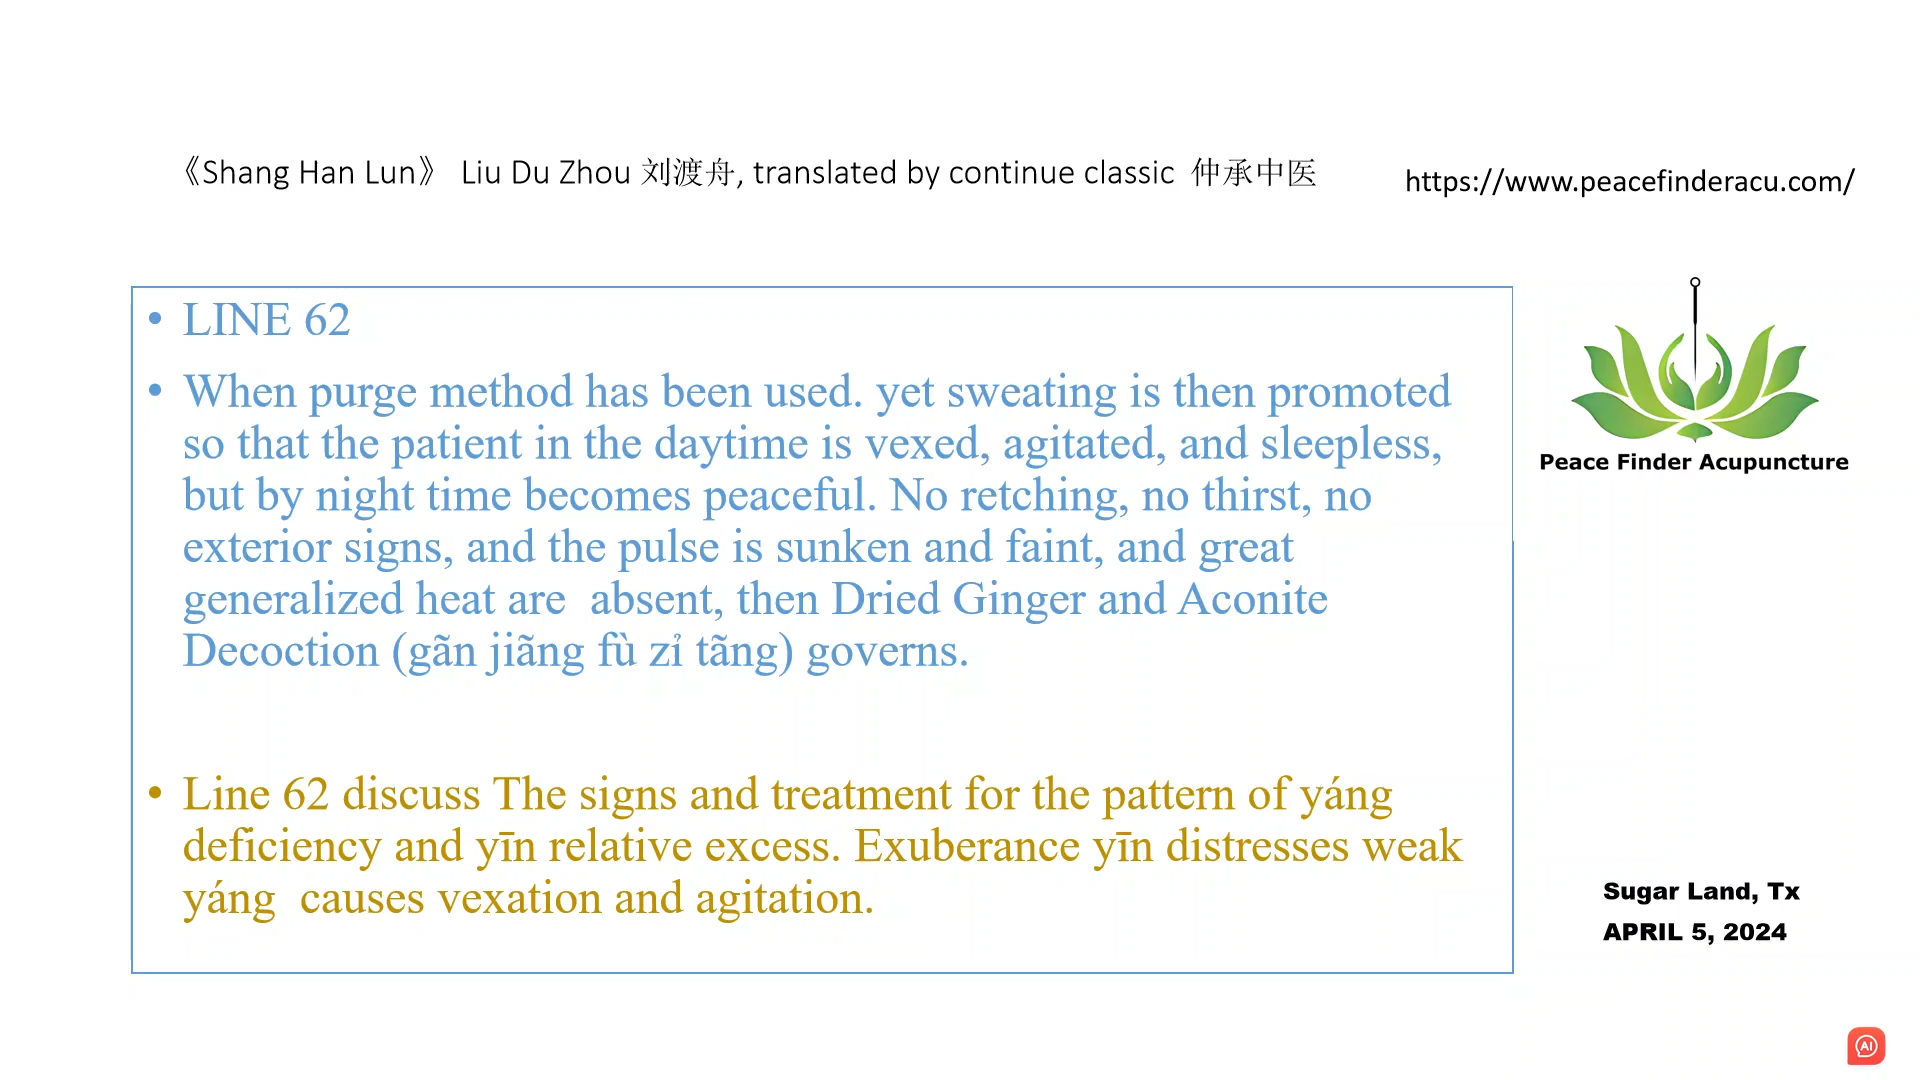 《Shang Han Lun》 Liu Du Zhou 刘渡舟, translated by continue classic 仲承中医
https://www.peacefinderacu.com/
• LINE 62
• When purge method has been used. yet sweating is then promoted
so that the patient in the daytime is vexed, agitated, and sleepless,
but by night time becomes peaceful. No retching, no thirst, no
exterior signs, and the pulse is sunken and faint, and great
generalized heat are  absent, then Dried Ginger and Aconite
Decoction (gãn jiãng fù zỉ tãng) governs.
• Line 62 discuss The signs and treatment for the pattern of yáng
deficiency and yīn relative excess. Exuberance yīn distresses weak
yáng  causes vexation and agitation.
Peace Finder Acupuncture
Sugar Land, Tx
APRIL 5, 2024
AI